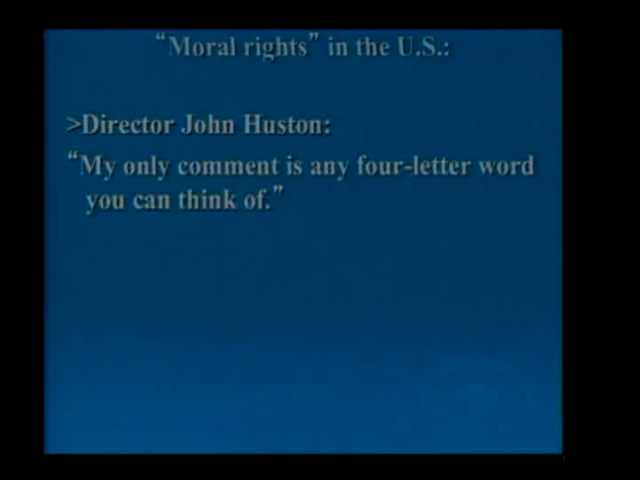 “Moral rights” in the U.S.:
>Director John Huston:
“My only comment is any four-letter word
you can think of.”